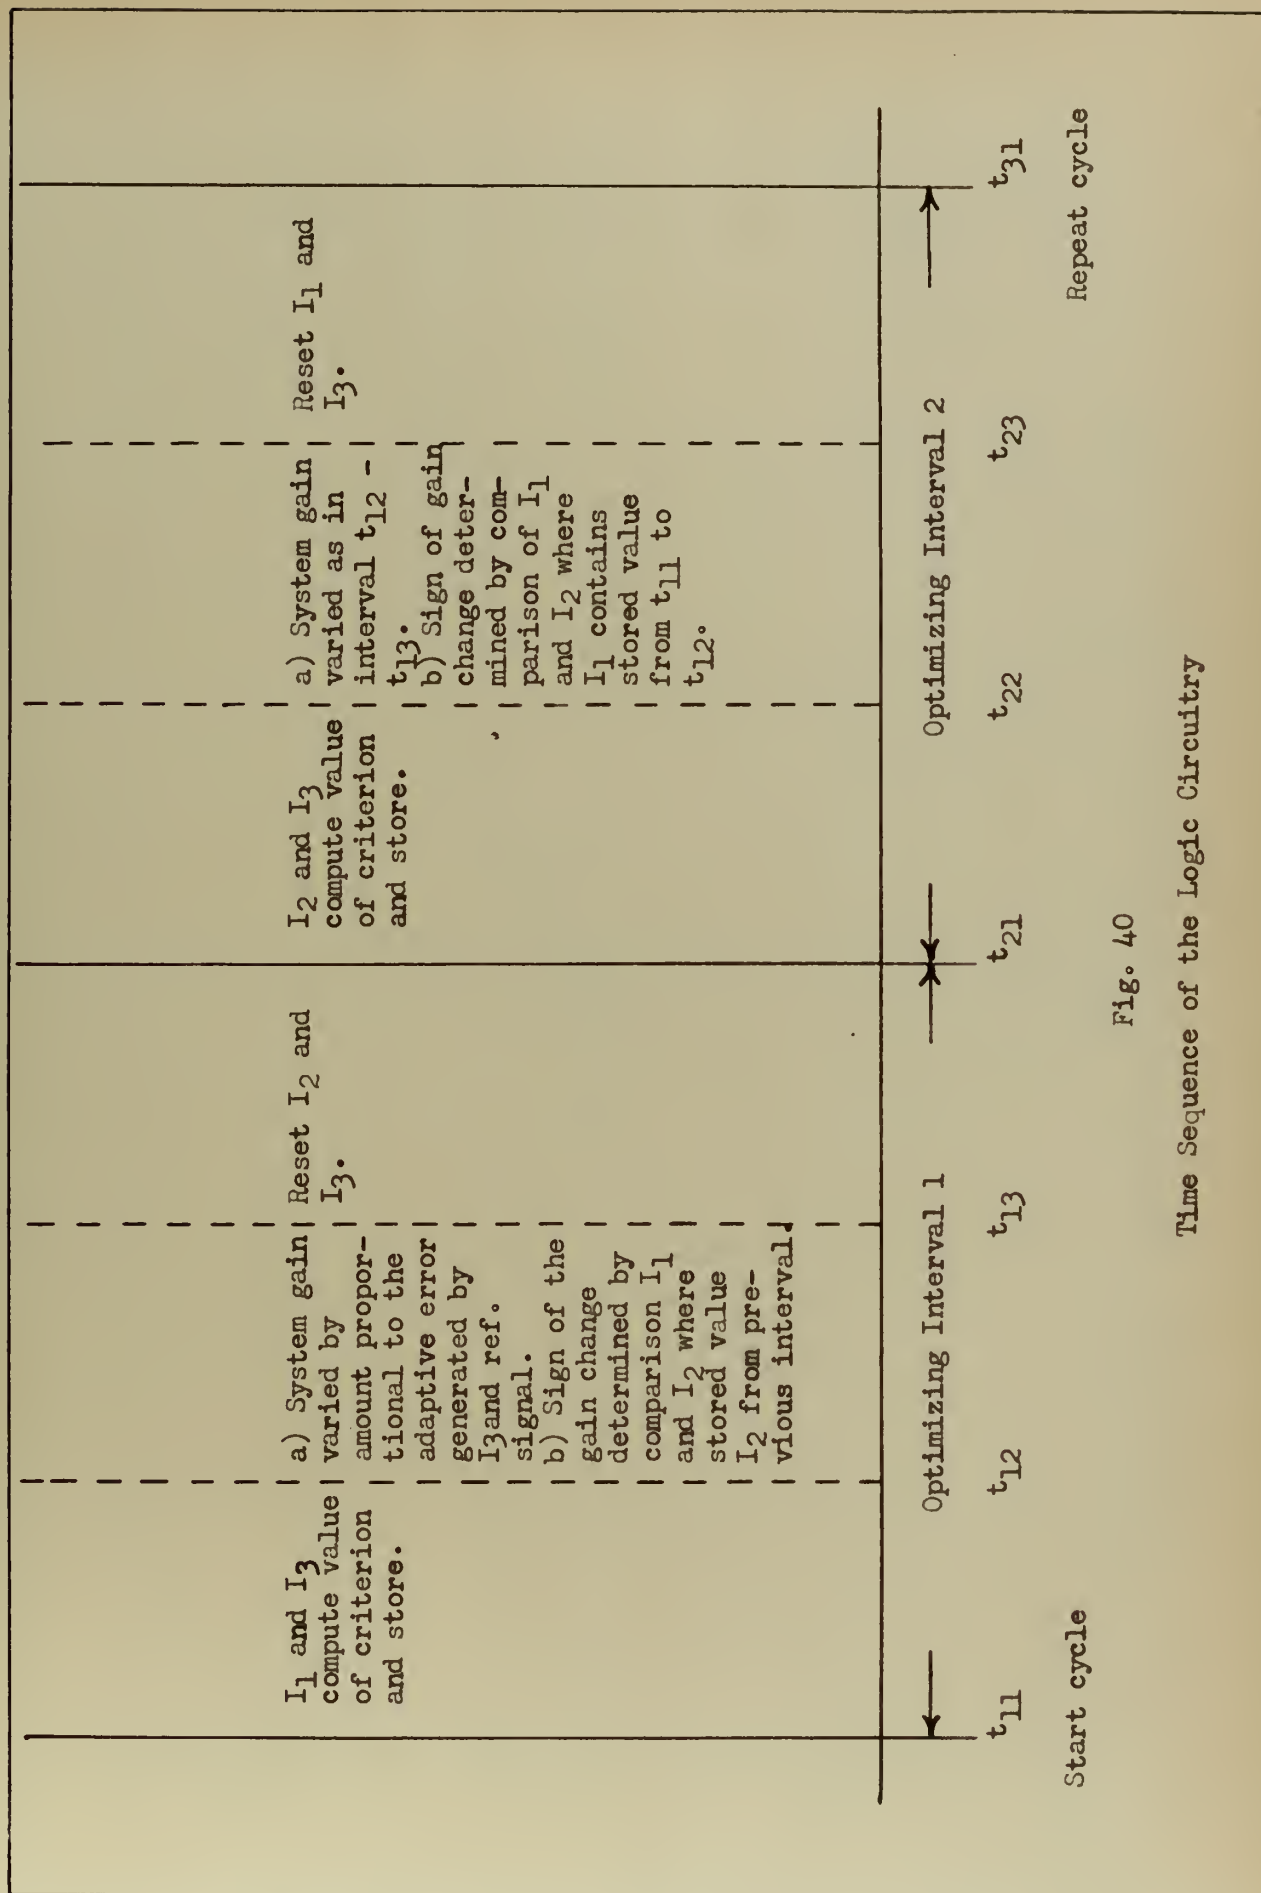 I1 and I3
compute value
of criterion
and store.
a) System gain
varied by
amount propor-
tional to the
adaptive error
generated by
I3 and ref.
signal.
b) Sign of the
gain change
determined by
comparison I1
and I2 where
stored value
I2 from pre-
vious interval.
Reset I2 and
I3.
I2 and I3
compute value
of criterion
and store.
a) System gain
varied as in
interval t12 -
t13.
b) Sign of gain
change deter-
mined by com-
parison of I1
and I2 where
I1 contains
stored value
from t11 to
t12.
Reset I1 and
I3.
Optimizing Interval 1
Optimizing Interval 2
t11
t12
t13
t21
t22
t23
t31
Start cycle
Repeat cycle
Fig. 40
Time Sequence of the Logic Circuitry